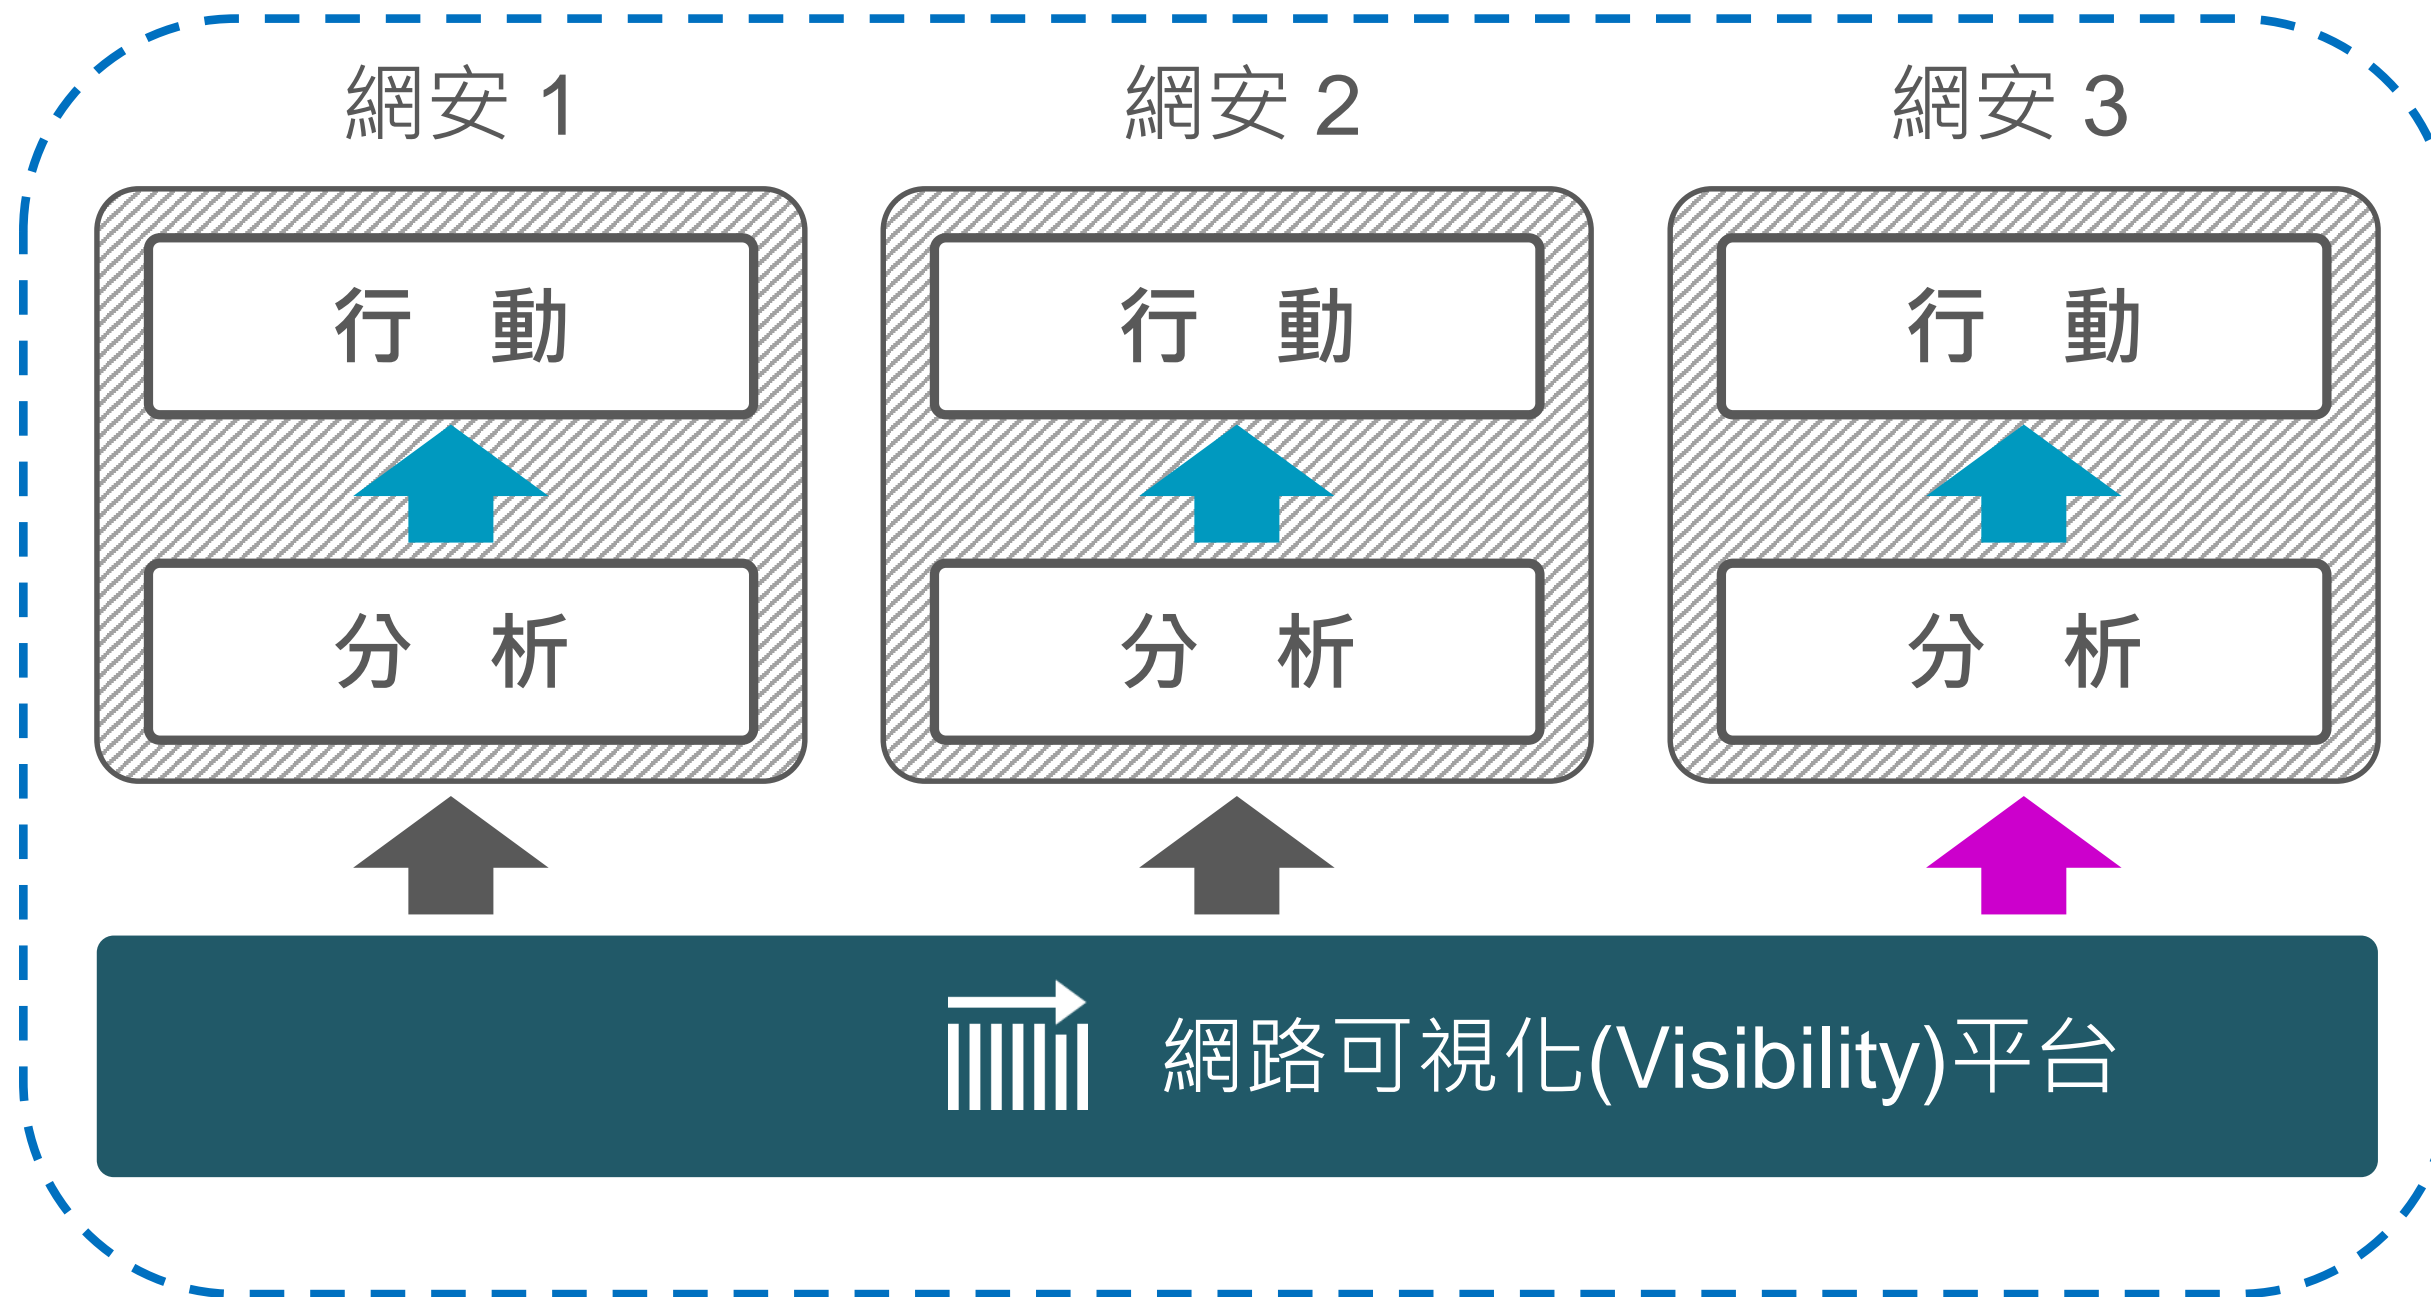 網安 1
網安 2
網安 3
行 動
行 動
行 動
分 析
分 析
分 析
網路可視化(Visibility)平台